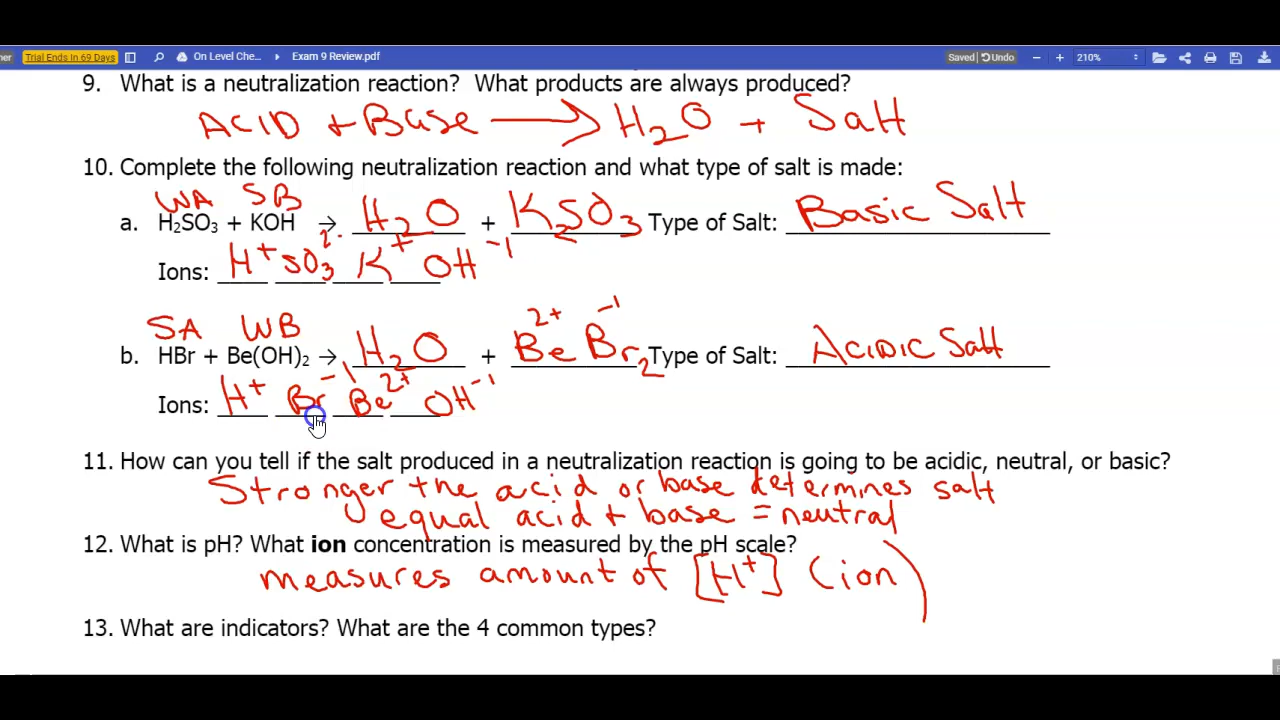 Trial Ends In 69 Days On Level Che... Exam 9 Review.pdf Saved Undo 210%
9. What is a neutralization reaction? What products are always produced?
ACID + Base → H₂O + Salt
10. Complete the following neutralization reaction and what type of salt is made:
WA SB
a. H₂SO₃ + KOH → H₂O + K₂SO₃ Type of Salt: Basic Salt
Ions: H⁺ SO₃²⁻ K⁺ OH⁻¹
SA WB
b. HBr + Be(OH)₂ → H₂O + Be²⁺Br⁻¹₂ Type of Salt: Acidic Salt
Ions: H⁺ Br⁻¹ Be²⁺ OH⁻¹
11. How can you tell if the salt produced in a neutralization reaction is going to be acidic, neutral, or basic?
Stronger the acid or base determines salt
equal acid + base = neutral
12. What is pH? What ion concentration is measured by the pH scale?
measures amount of [H⁺] (ion)
13. What are indicators? What are the 4 common types?